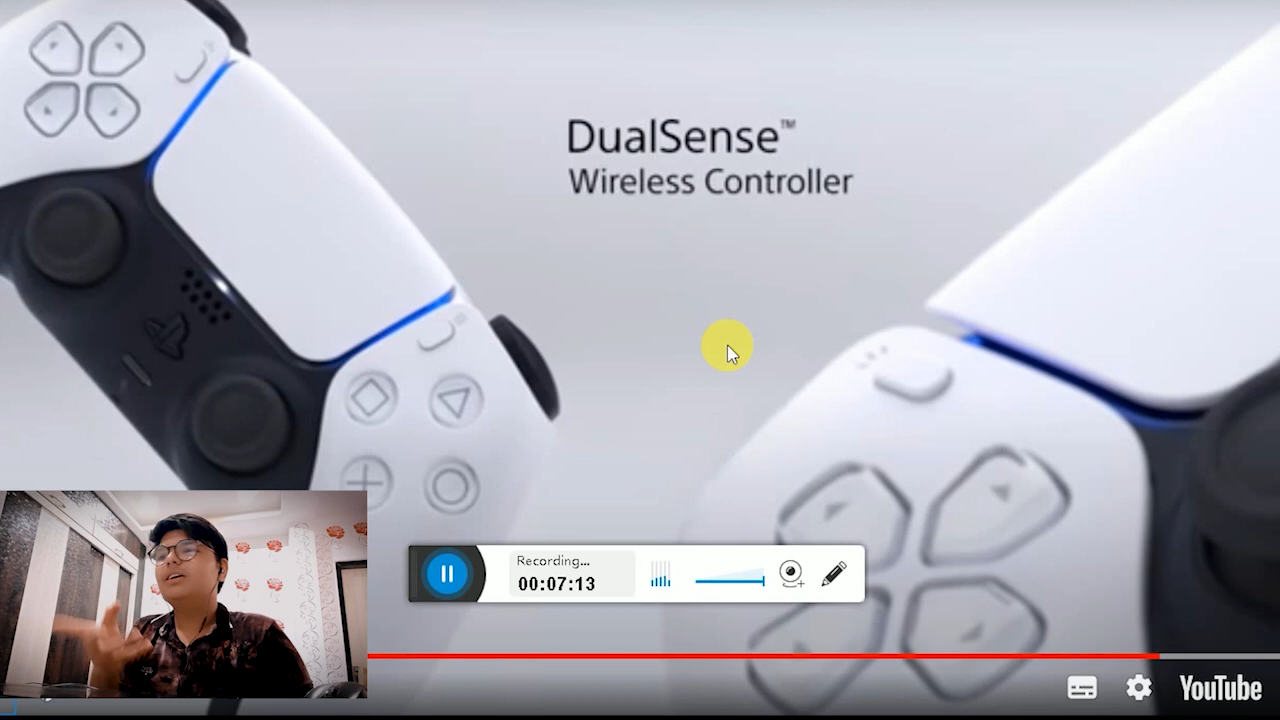 DualSense™
Wireless Controller
Recording...
00:07:13
YouTube